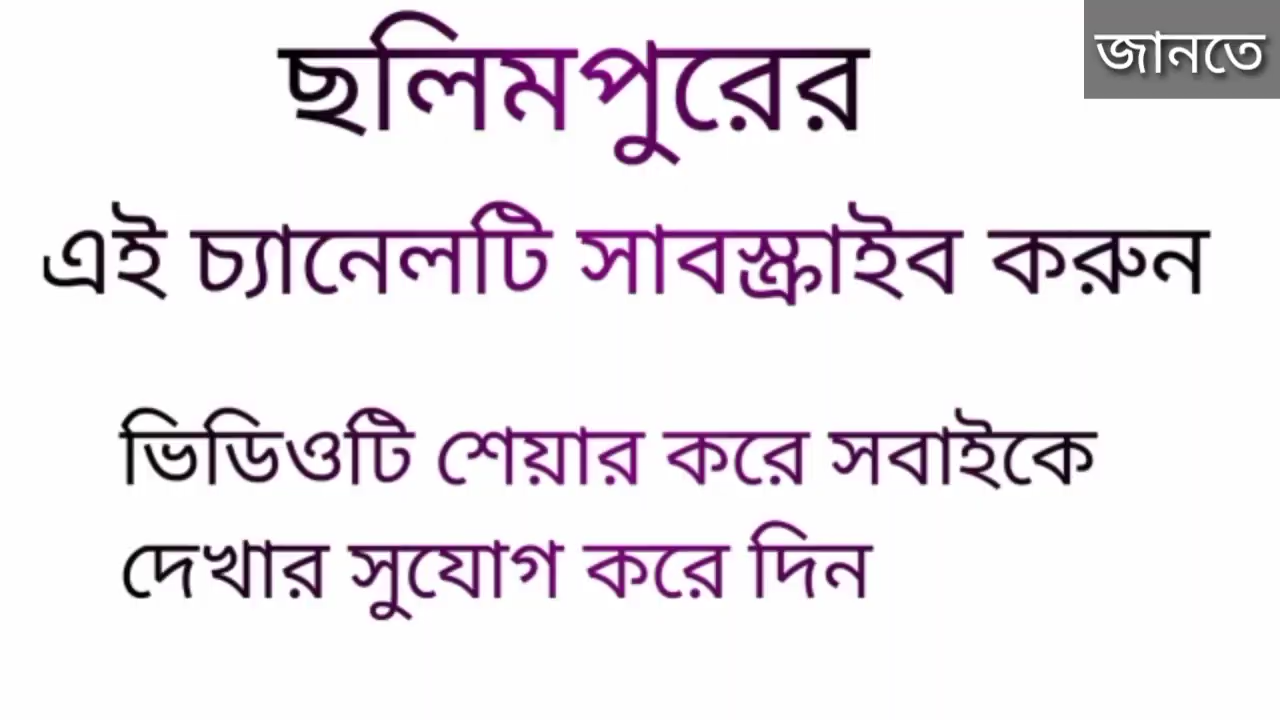 জানতে
ছলিমপুরের
এই চ্যানেলটি সাবস্ক্রাইব করুন
ভিডিওটি শেয়ার করে সবাইকে
দেখার সুযোগ করে দিন